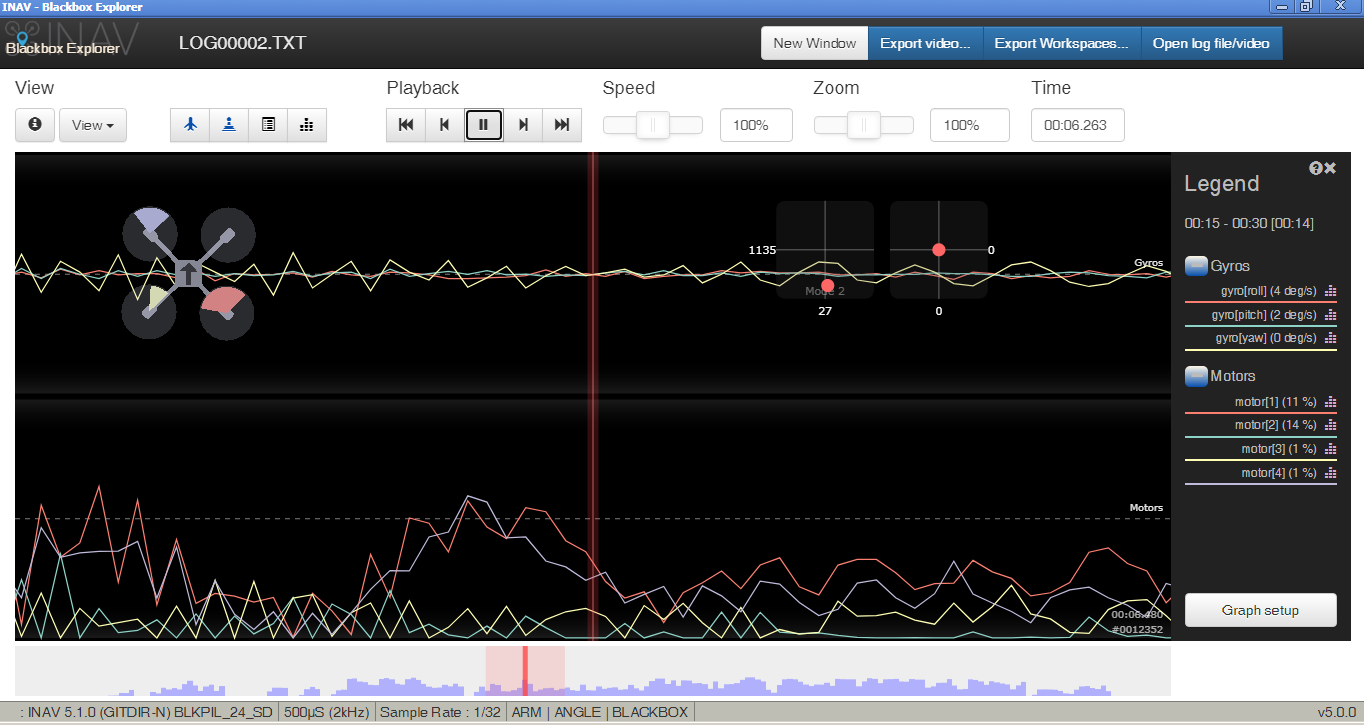 INAV - Blackbox Explorer
INAV
Blackbox Explorer
LOG00002.TXT
New Window
Export video...
Export Workspaces...
Open log file/video
View
Playback
Speed
Zoom
Time
View
100%
100%
00:06.263
Legend
00:15 - 00:30 [00:14]
1135
0
Mode 2
27
0
Gyros
Gyros
gyro[roll] (4 deg/s)
gyro[pitch] (2 deg/s)
gyro[yaw] (0 deg/s)
Motors
motor[1] (11 %)
motor[2] (14 %)
motor[3] (1 %)
motor[4] (1 %)
Motors
00:06.680
#0012352
Graph setup
: INAV 5.1.0 (GITDIR-N) BLKPIL_24_SD
500µS (2kHz)
Sample Rate : 1/32
ARM | ANGLE | BLACKBOX
v5.0.0